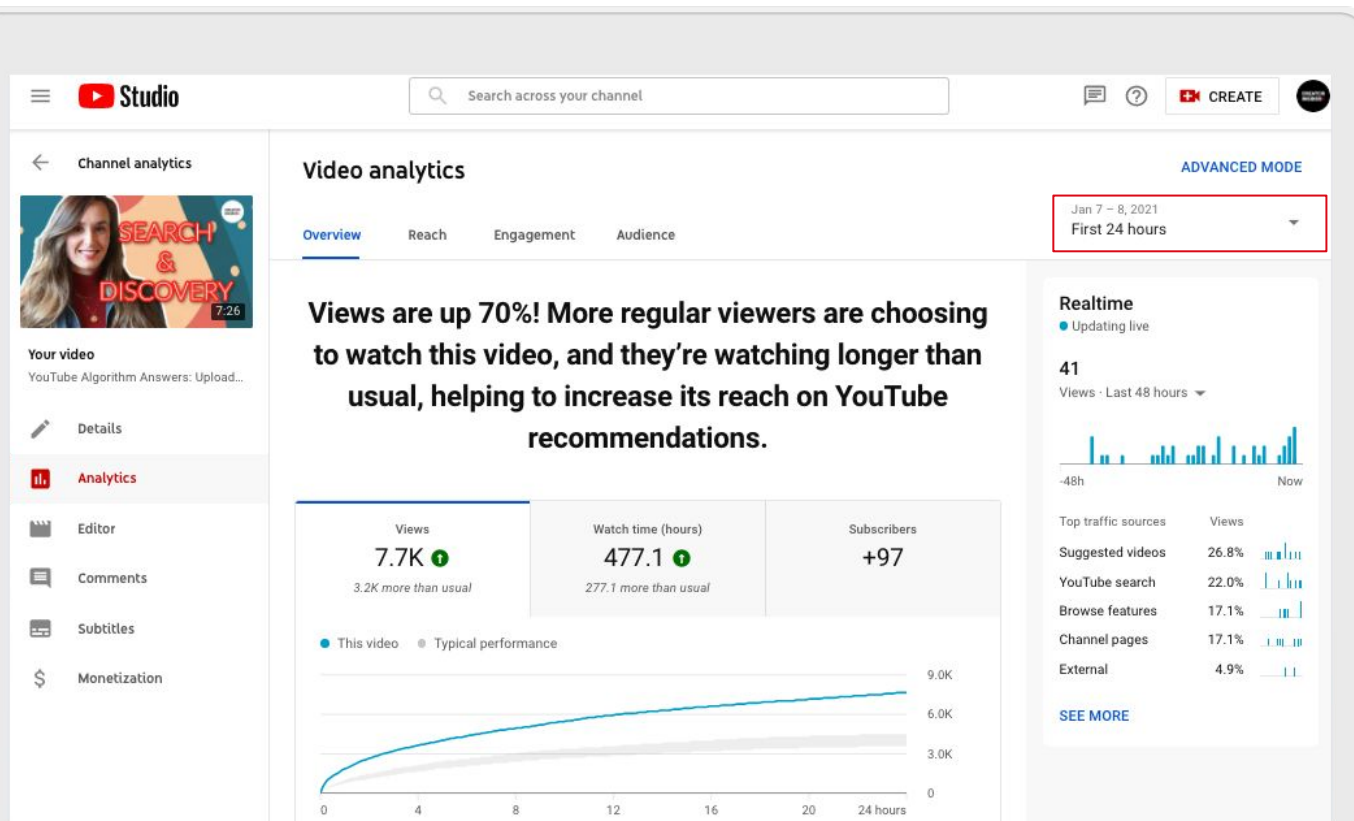 Studio
Search across your channel
CREATE
Channel analytics
SEARCH
&
DISCOVERY
7:26
Your video
YouTube Algorithm Answers: Upload...
Details
Analytics
Editor
Comments
Subtitles
Monetization
Video analytics
ADVANCED MODE
Overview Reach Engagement Audience
Jan 7 – 8, 2021
First 24 hours
Views are up 70%! More regular viewers are choosing
to watch this video, and they’re watching longer than
usual, helping to increase its reach on YouTube
recommendations.
Views
7.7K
3.2K more than usual
Watch time (hours)
477.1
277.1 more than usual
Subscribers
+97
This video Typical performance
9.0K
6.0K
3.0K
0
0 4 8 12 16 20 24 hours
Realtime
Updating live
41
Views · Last 48 hours
-48h Now
Top traffic sources Views
Suggested videos 26.8%
YouTube search 22.0%
Browse features 17.1%
Channel pages 17.1%
External 4.9%
SEE MORE